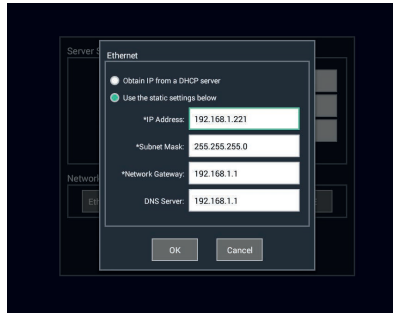 Server S
Ethernet
Obtain IP from a DHCP server
Use the static settings below
*IP Address: 192.168.1.221
*Subnet Mask: 255.255.255.0
*Network Gateway: 192.168.1.1
DNS Server: 192.168.1.1
Network
Eth
E
OK Cancel